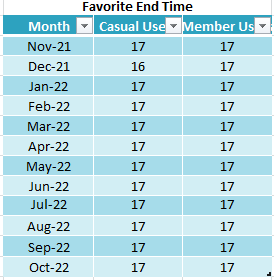 Favorite End Time
Month Casual Use Member Us
Nov-21 17 17
Dec-21 16 17
Jan-22 17 17
Feb-22 17 17
Mar-22 17 17
Apr-22 17 17
May-22 17 17
Jun-22 17 17
Jul-22 17 17
Aug-22 17 17
Sep-22 17 17
Oct-22 17 17